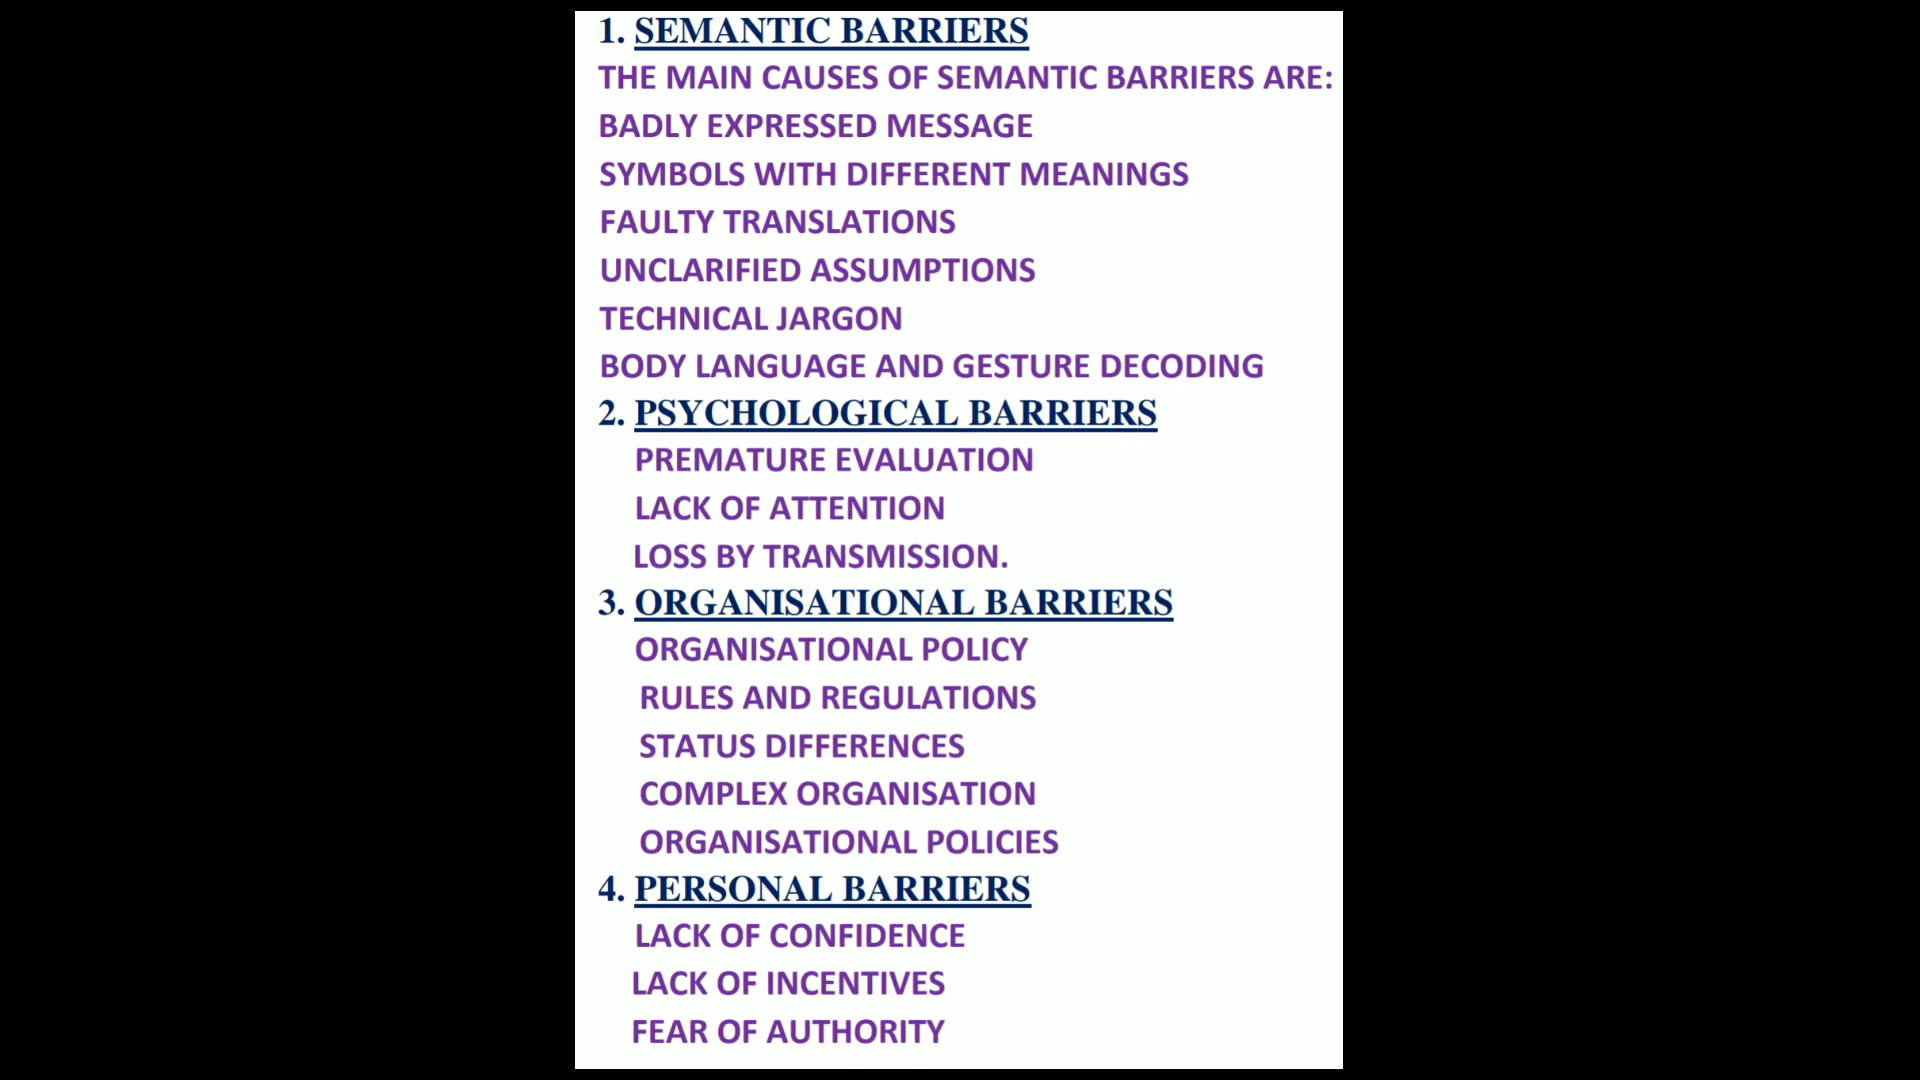 1. SEMANTIC BARRIERS
THE MAIN CAUSES OF SEMANTIC BARRIERS ARE:
BADLY EXPRESSED MESSAGE
SYMBOLS WITH DIFFERENT MEANINGS
FAULTY TRANSLATIONS
UNCLARIFIED ASSUMPTIONS
TECHNICAL JARGON
BODY LANGUAGE AND GESTURE DECODING
2. PSYCHOLOGICAL BARRIERS
PREMATURE EVALUATION
LACK OF ATTENTION
LOSS BY TRANSMISSION.
3. ORGANISATIONAL BARRIERS
ORGANISATIONAL POLICY
RULES AND REGULATIONS
STATUS DIFFERENCES
COMPLEX ORGANISATION
ORGANISATIONAL POLICIES
4. PERSONAL BARRIERS
LACK OF CONFIDENCE
LACK OF INCENTIVES
FEAR OF AUTHORITY